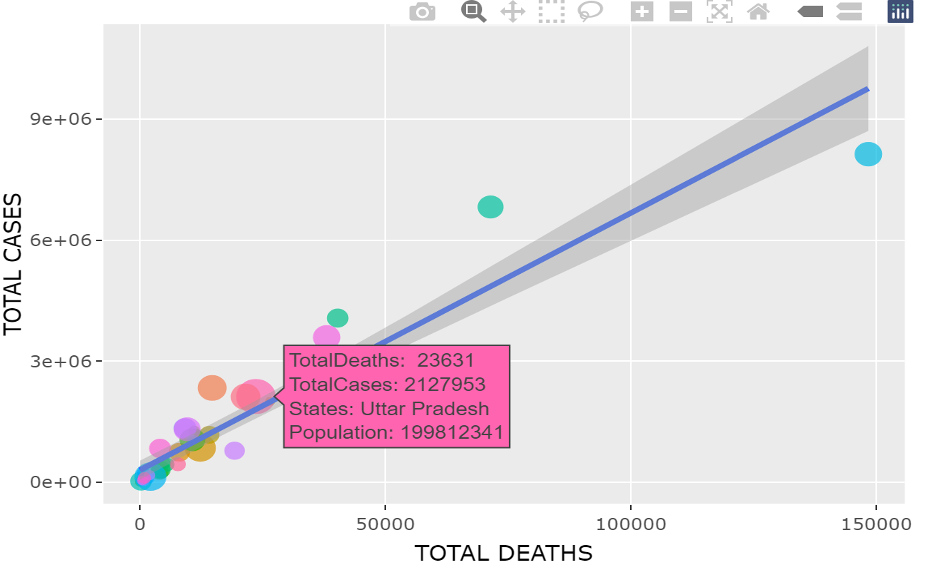 9e+06
6e+06
3e+06
0e+00
TOTAL CASES
TotalDeaths:  23631
TotalCases: 2127953
States: Uttar Pradesh
Population: 199812341
0
50000
100000
150000
TOTAL DEATHS